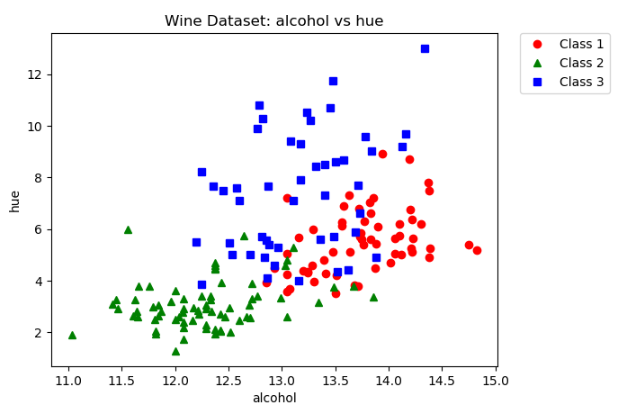 Wine Dataset: alcohol vs hue
Class 1
Class 2
Class 3
hue
12
10
8
6
4
2
11.0 11.5 12.0 12.5 13.0 13.5 14.0 14.5 15.0
alcohol